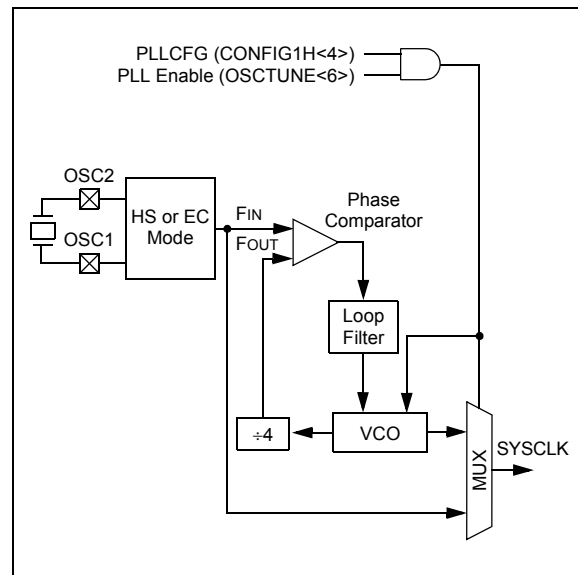 PLLCFG (CONFIG1H<4>)
PLL Enable (OSCTUNE<6>)
OSC2
OSC1
HS or EC
Mode
FIN
FOUT
Phase
Comparator
Loop
Filter
÷4
VCO
MUX
SYSCLK